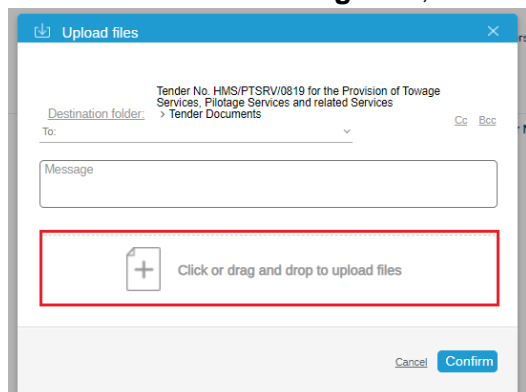 Upload files
Tender No. HMS/PTSRV/0819 for the Provision of Towage
Services, Pilotage Services and related Services
Destination folder: > Tender Documents
Cc Bcc
To:
Message
Click or drag and drop to upload files
Cancel Confirm